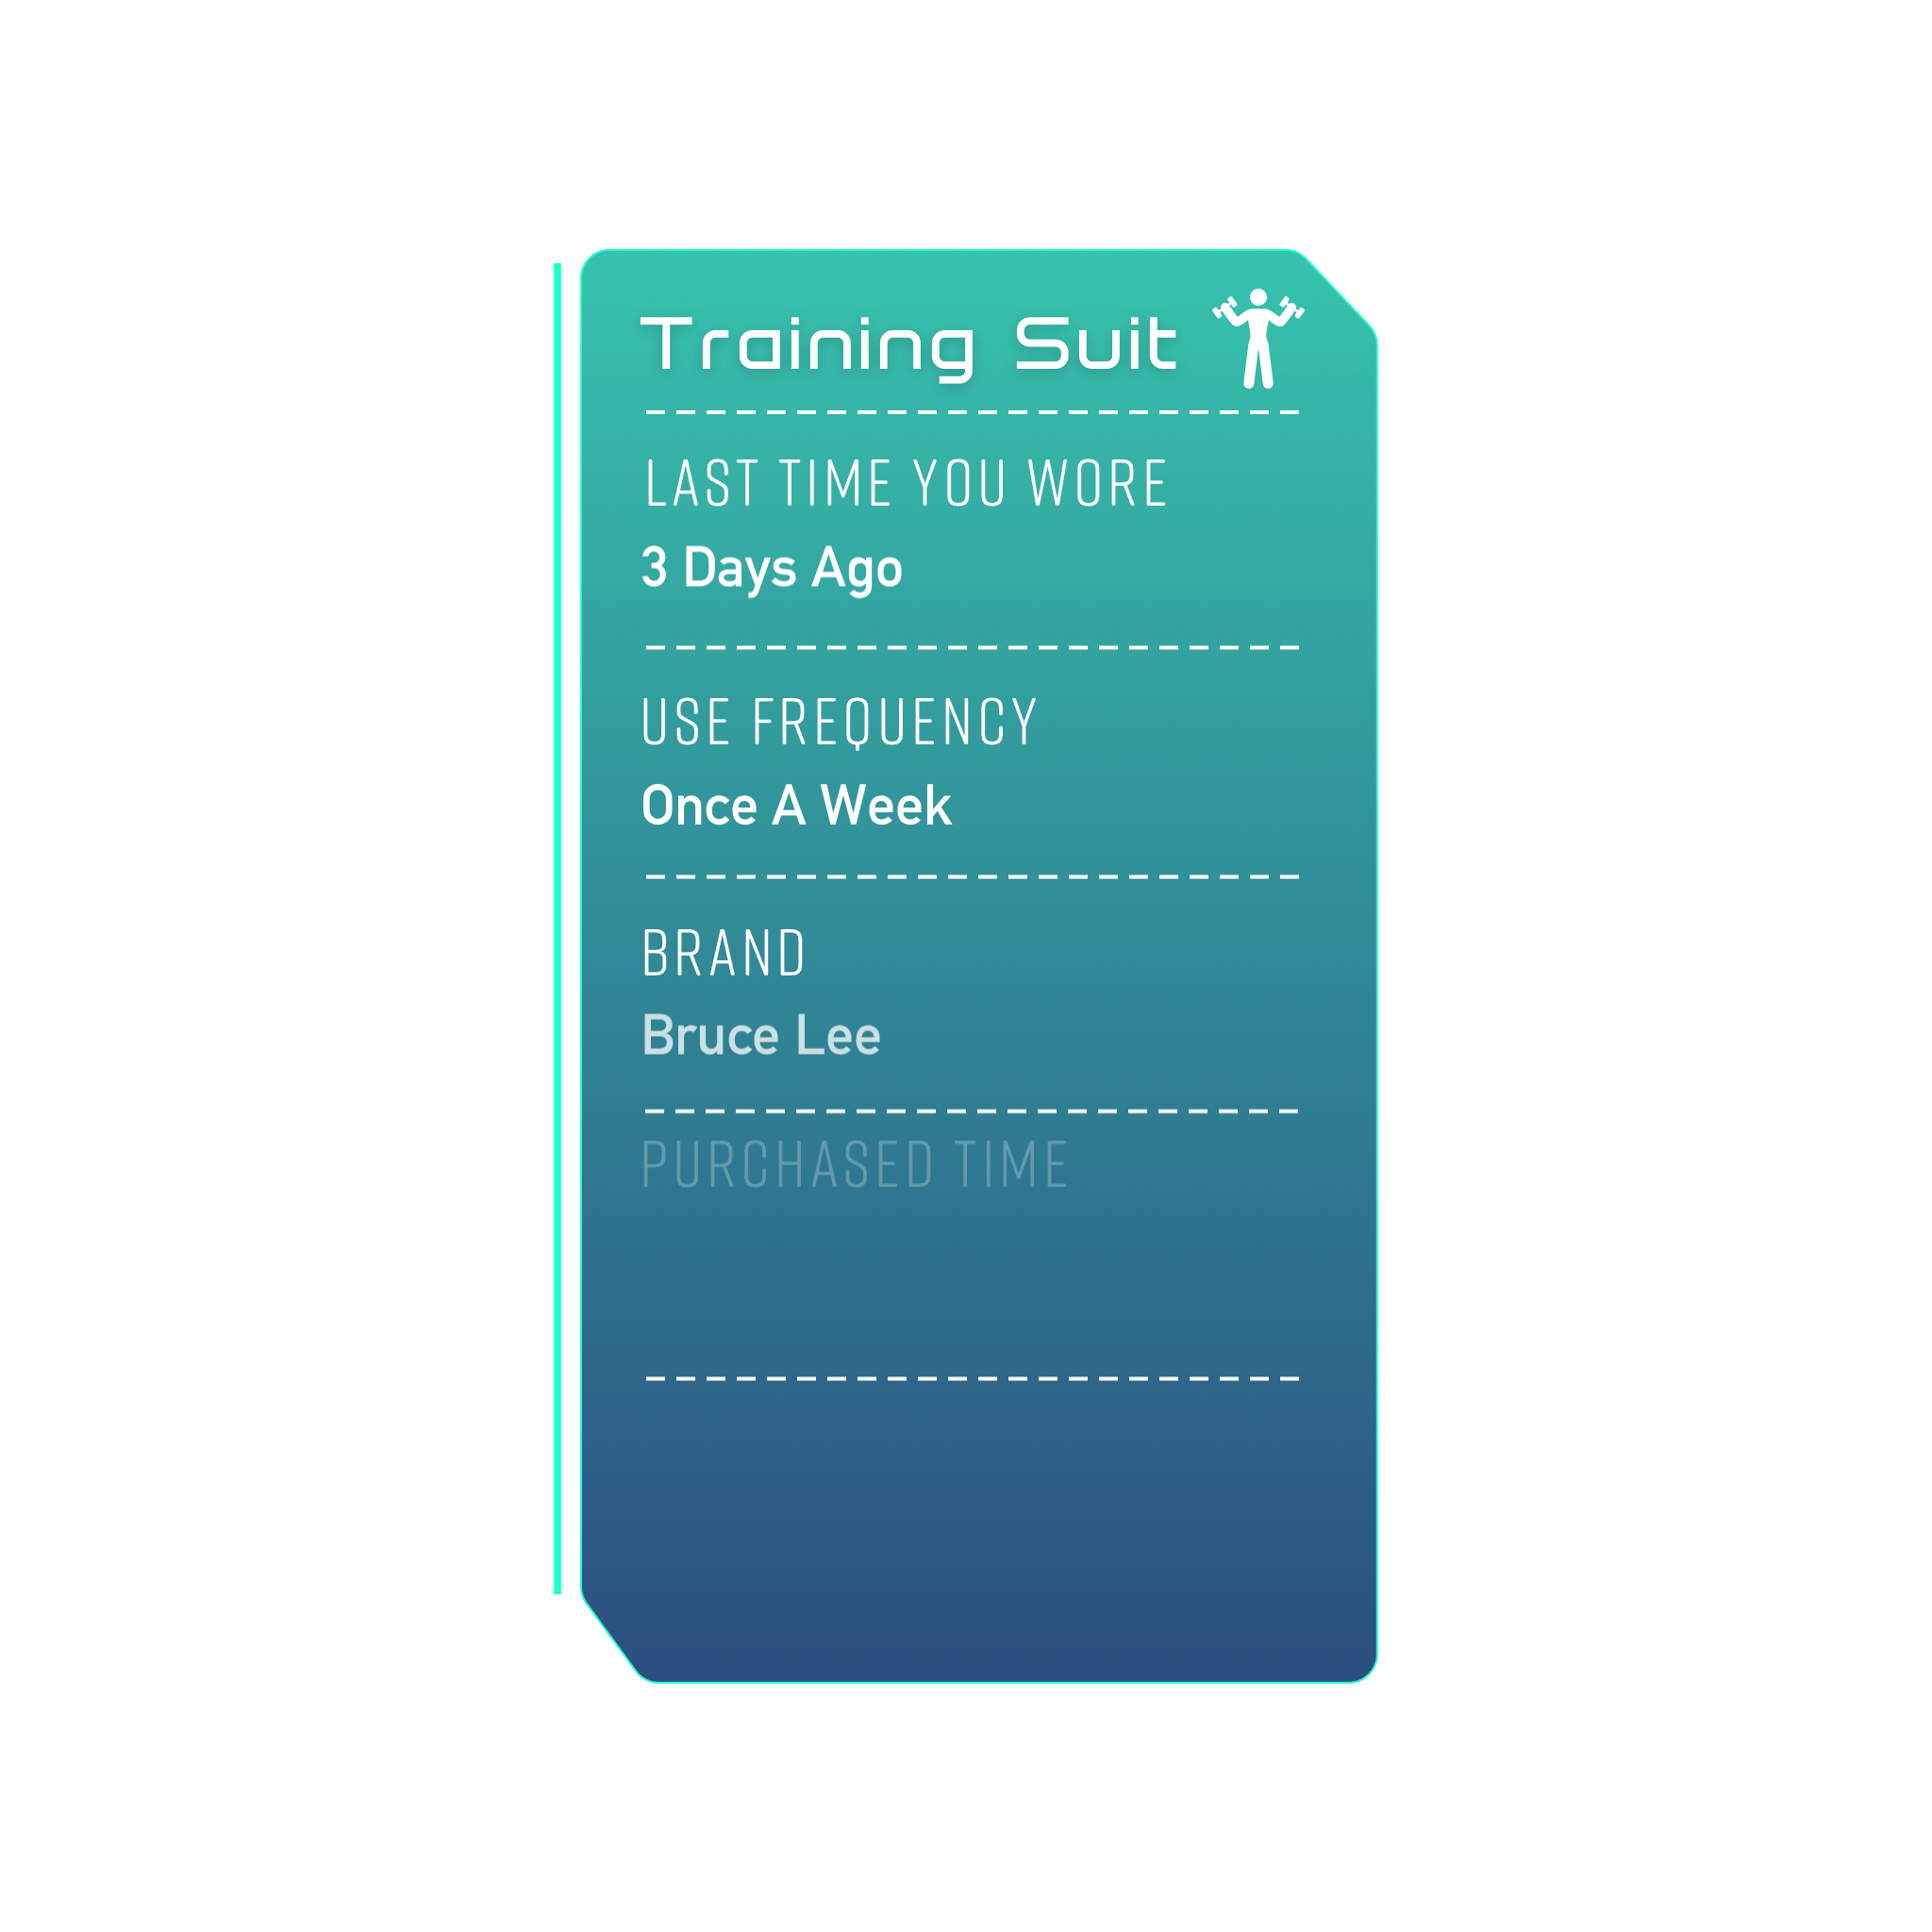 Training Suit
LAST TIME YOU WORE
3 Days Ago
USE FREQUENCY
Once A Week
BRAND
Bruce Lee
PURCHASED TIME